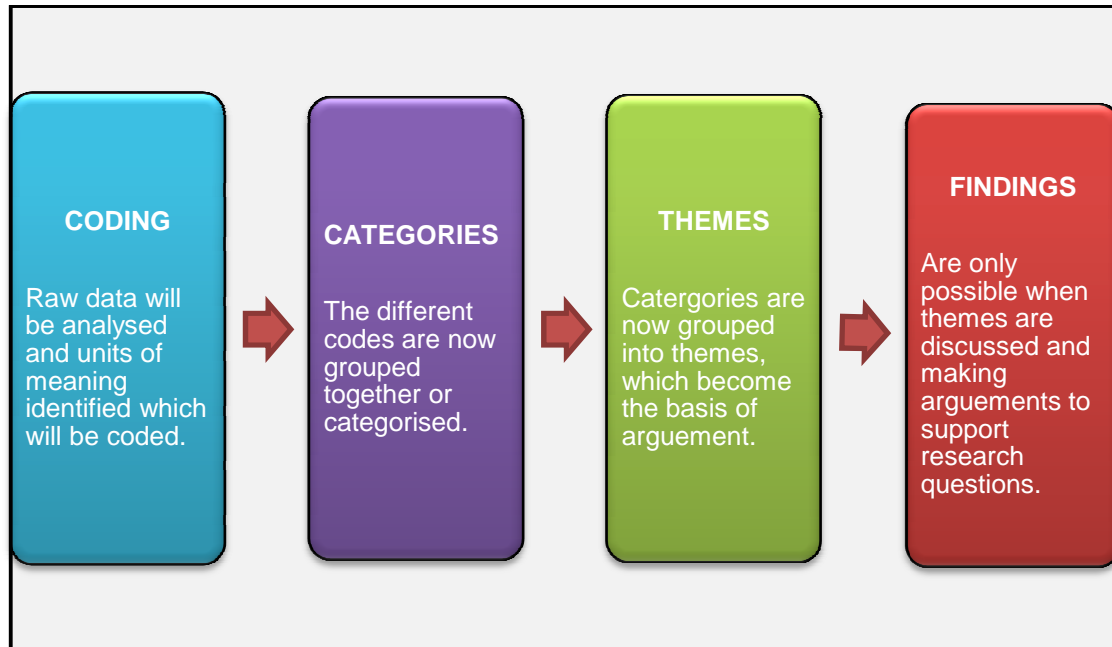 CODING
Raw data will
be analysed
and units of
meaning
identified which
will be coded.
CATEGORIES
The different
codes are now
grouped
together or
categorised.
THEMES
Catergories are
now grouped
into themes,
which become
the basis of
arguement.
FINDINGS
Are only
possible when
themes are
discussed and
making
arguements to
support
research
questions.